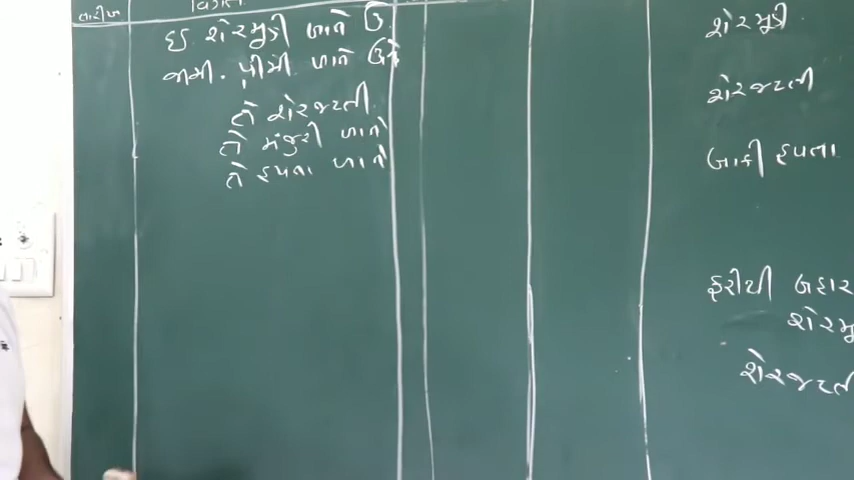 તારીખ
વિગત
ઈ. શેરમૂડી ખાતે ઉ
જામી. પ્રીમી ખાતે ઉ
તે શેરજપ્તી
તે મંજૂરી ખાતે
તે હપતા ખાતે
શેરમૂડી
શેરજપ્તી
બાકી હપતા
ફરીથી બહાર
શેરમૂ
શેરજપ્તી